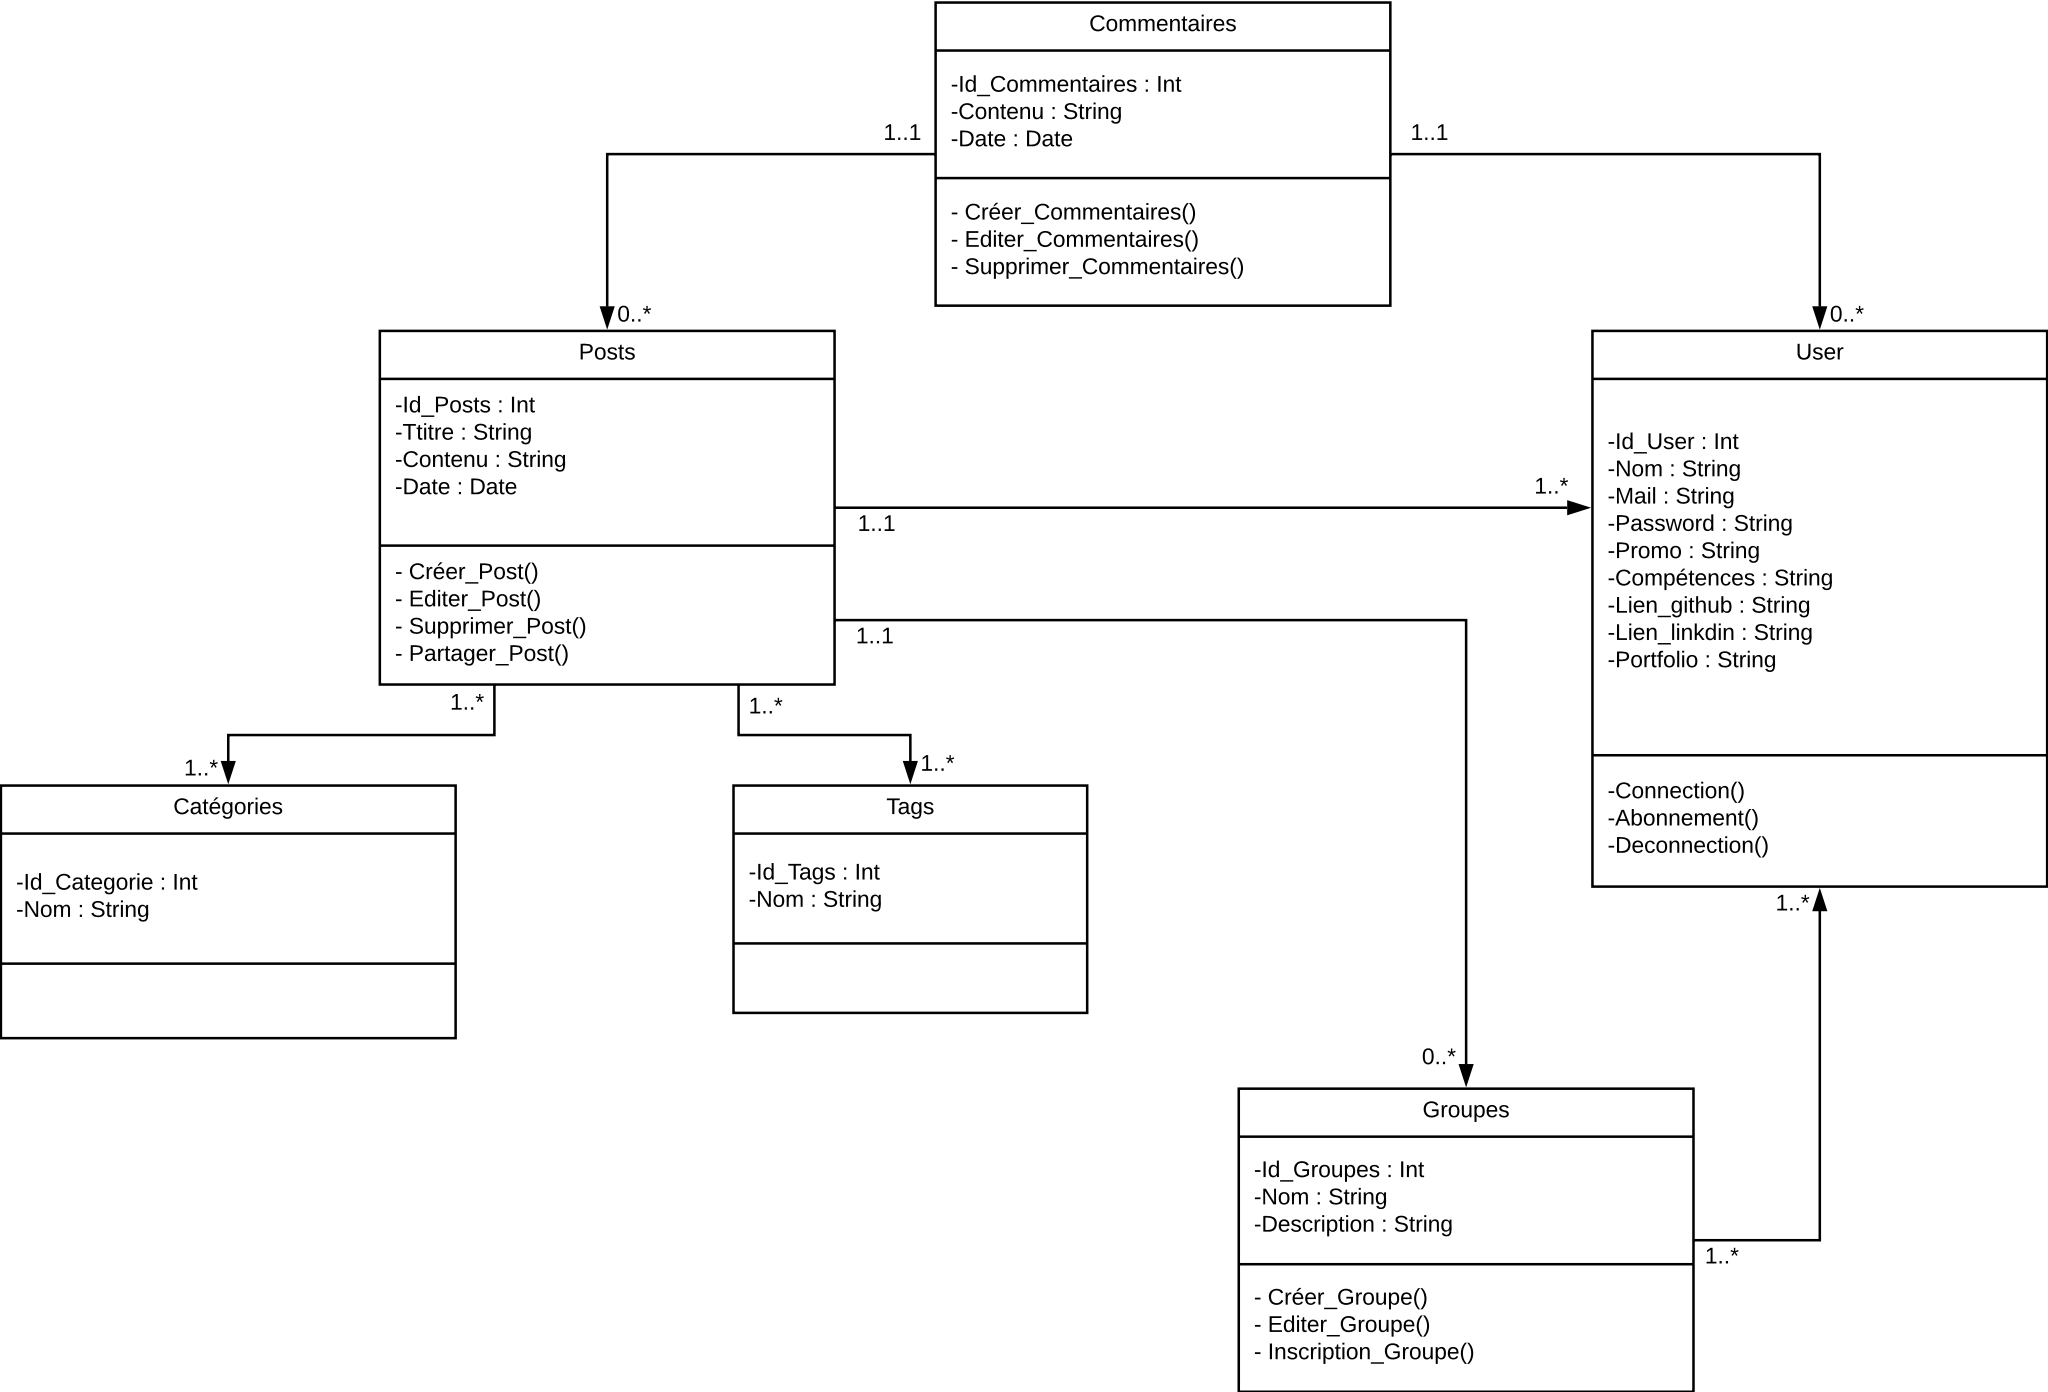 Commentaires
-Id_Commentaires : Int
-Contenu : String
-Date : Date
- Créer_Commentaires()
- Editer_Commentaires()
- Supprimer_Commentaires()
1..1
1..1
0..*
0..*
Posts
-Id_Posts : Int
-Ttitre : String
-Contenu : String
-Date : Date
- Créer_Post()
- Editer_Post()
- Supprimer_Post()
- Partager_Post()
1..1
1..*
1..1
1..*
1..*
User
-Id_User : Int
-Nom : String
-Mail : String
-Password : String
-Promo : String
-Compétences : String
-Lien_github : String
-Lien_linkdin : String
-Portfolio : String
-Connection()
-Abonnement()
-Deconnection()
1..*
1..*
Catégories
-Id_Categorie : Int
-Nom : String
1..*
Tags
-Id_Tags : Int
-Nom : String
0..*
Groupes
-Id_Groupes : Int
-Nom : String
-Description : String
- Créer_Groupe()
- Editer_Groupe()
- Inscription_Groupe()
1..*